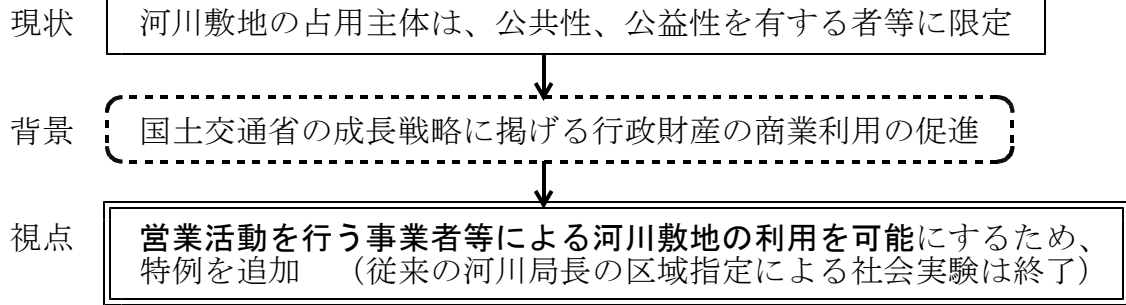 現状 河川敷地の占用主体は、公共性、公益性を有する者等に限定
背景 国土交通省の成長戦略に掲げる行政財産の商業利用の促進
視点 営業活動を行う事業者等による河川敷地の利用を可能にするため、
特例を追加 （従来の河川局長の区域指定による社会実験は終了）